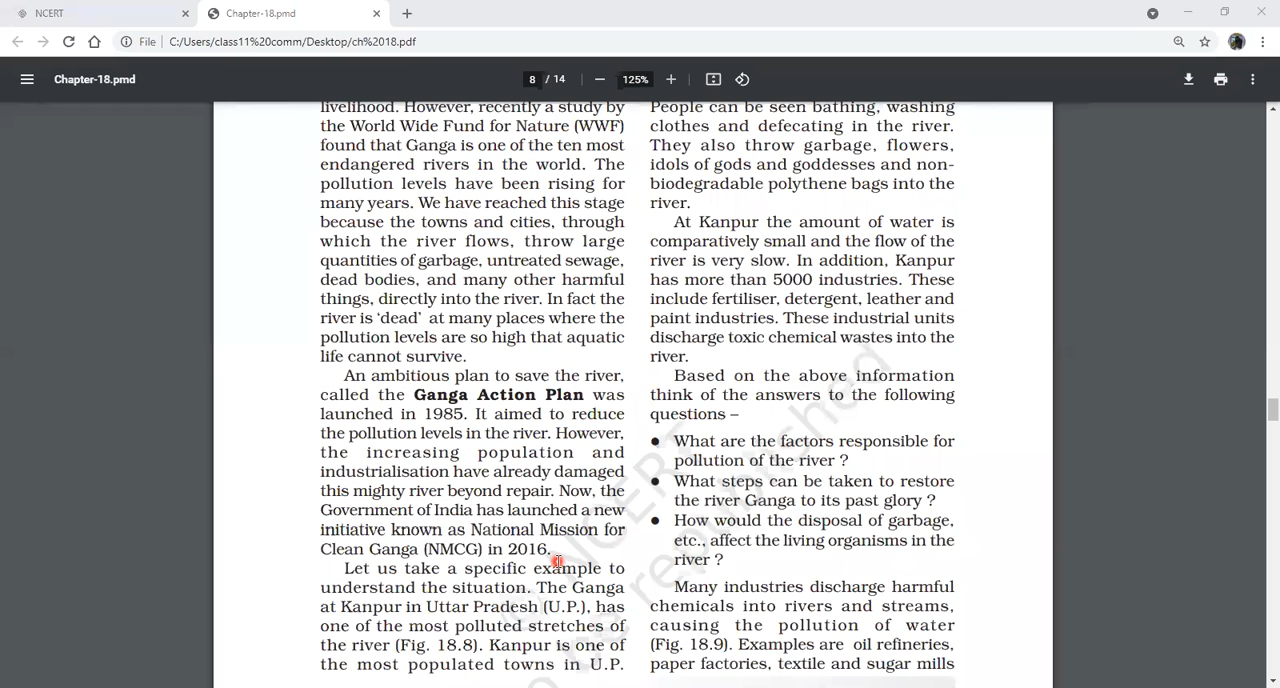 NCERT
Chapter-18.pmd
File
C:/Users/class11%20comm/Desktop/ch%2018.pdf
Chapter-18.pmd
8 / 14
125%
livelihood. However, recently a study by
the World Wide Fund for Nature (WWF)
found that Ganga is one of the ten most
endangered rivers in the world. The
pollution levels have been rising for
many years. We have reached this stage
because the towns and cities, through
which the river flows, throw large
quantities of garbage, untreated sewage,
dead bodies, and many other harmful
things, directly into the river. In fact the
river is ‘dead’ at many places where the
pollution levels are so high that aquatic
life cannot survive.
An ambitious plan to save the river,
called the Ganga Action Plan was
launched in 1985. It aimed to reduce
the pollution levels in the river. However,
the increasing population and
industrialisation have already damaged
this mighty river beyond repair. Now, the
Government of India has launched a new
initiative known as National Mission for
Clean Ganga (NMCG) in 2016.
Let us take a specific example to
understand the situation. The Ganga
at Kanpur in Uttar Pradesh (U.P.), has
one of the most polluted stretches of
the river (Fig. 18.8). Kanpur is one of
the most populated towns in U.P.
People can be seen bathing, washing
clothes and defecating in the river.
They also throw garbage, flowers,
idols of gods and goddesses and non-
biodegradable polythene bags into the
river.
At Kanpur the amount of water is
comparatively small and the flow of the
river is very slow. In addition, Kanpur
has more than 5000 industries. These
include fertiliser, detergent, leather and
paint industries. These industrial units
discharge toxic chemical wastes into the
river.
Based on the above information
think of the answers to the following
questions –
• What are the factors responsible for
pollution of the river ?
• What steps can be taken to restore
the river Ganga to its past glory ?
• How would the disposal of garbage,
etc., affect the living organisms in the
river ?
Many industries discharge harmful
chemicals into rivers and streams,
causing the pollution of water
(Fig. 18.9). Examples are oil refineries,
paper factories, textile and sugar mills
© NCERT
be republished